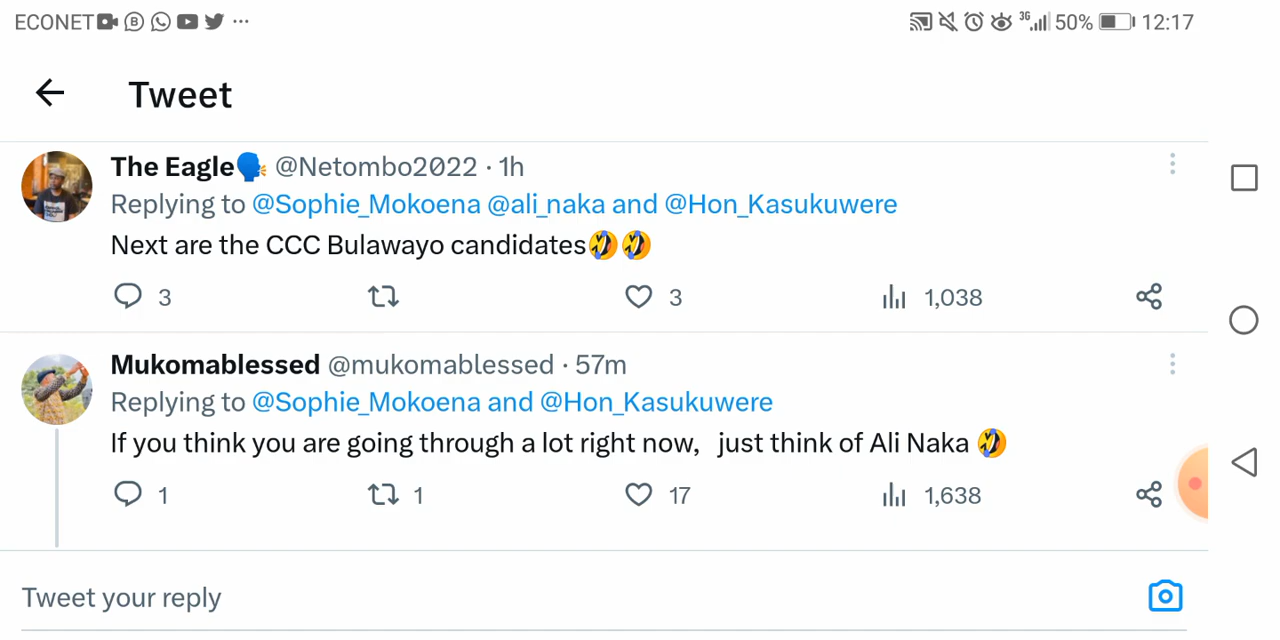 ECONET 3G 50% 12:17
Tweet
The Eagle🗣 @Netombo2022 · 1h
Replying to @Sophie_Mokoena @ali_naka and @Hon_Kasukuwere
Next are the CCC Bulawayo candidates🤣🤣
3 3 1,038
Mukomablessed @mukomablessed · 57m
Replying to @Sophie_Mokoena and @Hon_Kasukuwere
If you think you are going through a lot right now, just think of Ali Naka 🤣
1 1 17 1,638
Tweet your reply